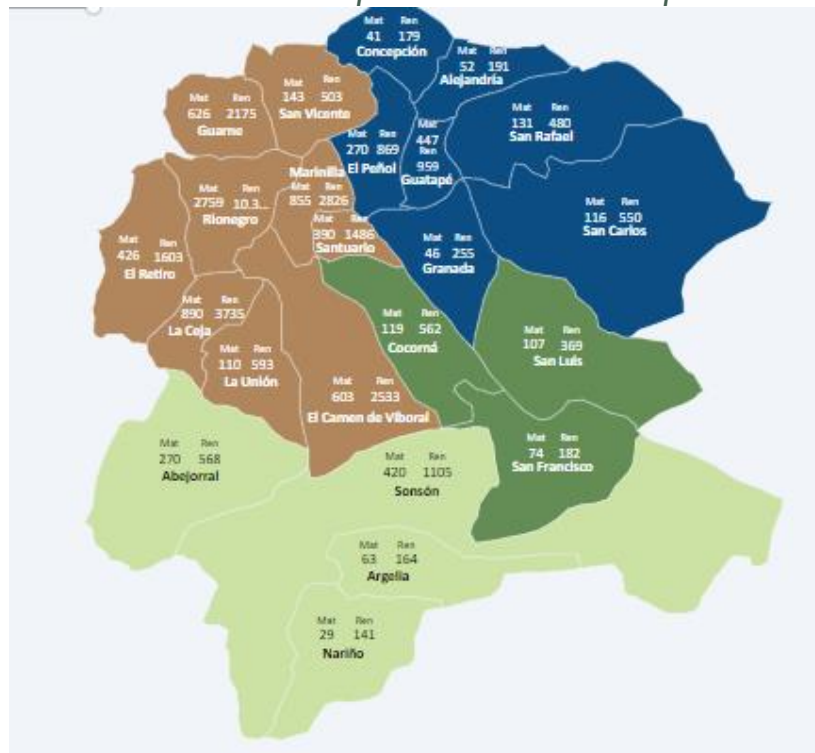 Mat Ren
41 179
Concepción
Mat Ren
52 191
Alejandría
Mat Ren
143 503
San Vicente
Mat Ren
626 2175
Guarne
Mat Ren
131 480
San Rafael
Mat Ren
270 869
El Peñol
Mat
447
Ren
959
Guatapé
Marinilla
Mat Ren
855 2826
Mat Ren
2759 10.3...
Rionegro
Mat Ren
390 1486
Santuario
Mat Ren
116 550
San Carlos
Mat Ren
426 1603
El Retiro
Mat Ren
46 255
Granada
Mat Ren
890 3735
La Ceja
Mat Ren
119 562
Cocorná
Mat Ren
107 369
San Luis
Mat Ren
110 593
La Unión
Mat Ren
603 2533
El Camen de Viboral
Mat Ren
74 182
San Francisco
Mat Ren
270 568
Abejorral
Mat Ren
420 1105
Sonsón
Mat Ren
63 164
Argelia
Mat Ren
29 141
Nariño